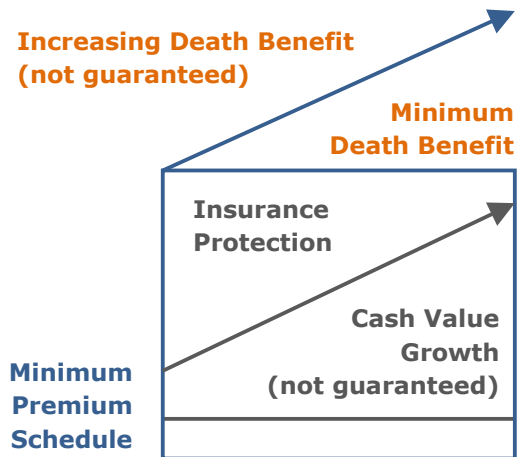 Increasing Death Benefit
(not guaranteed)
Minimum
Death Benefit
Insurance
Protection
Cash Value
Growth
(not guaranteed)
Minimum
Premium
Schedule